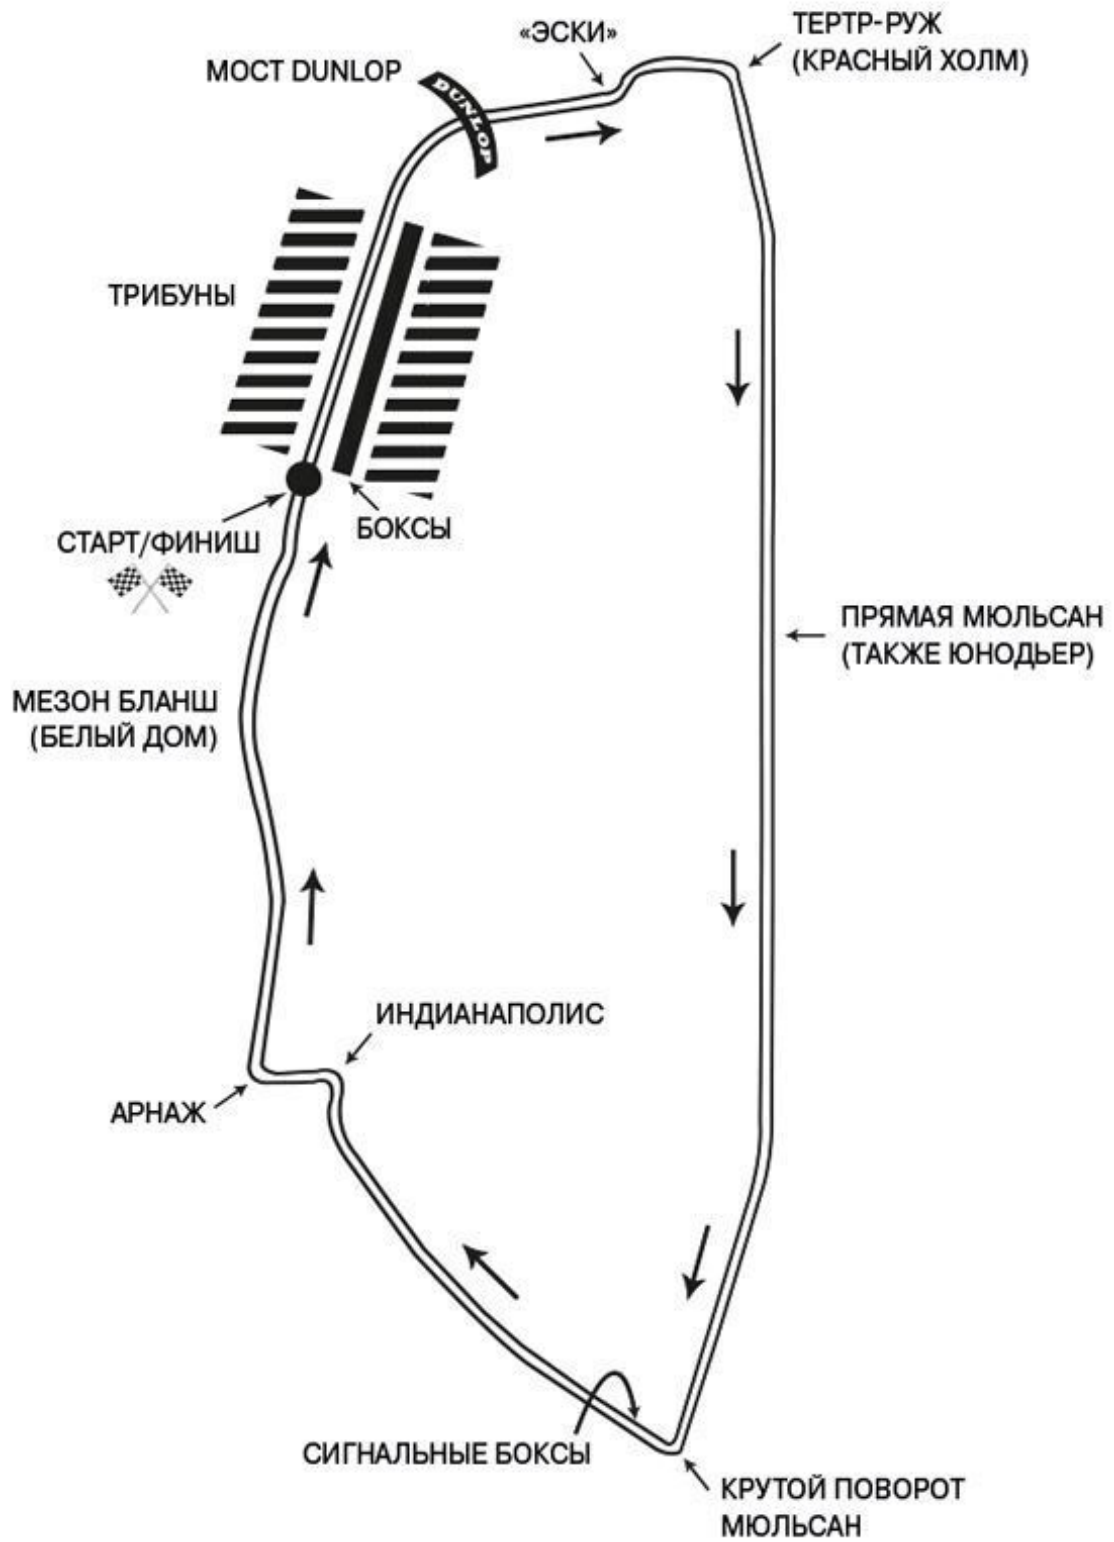 «ЭСКИ»
ТЕРТР-РУЖ
(КРАСНЫЙ ХОЛМ)
МОСТ DUNLOP
DUNLOP
ТРИБУНЫ
СТАРТ/ФИНИШ
БОКСЫ
ПРЯМАЯ МЮЛЬСАН
(ТАКЖЕ ЮНОДЬЕР)
МЕЗОН БЛАНШ
(БЕЛЫЙ ДОМ)
ИНДИАНАПОЛИС
АРНАЖ
СИГНАЛЬНЫЕ БОКСЫ
КРУТОЙ ПОВОРОТ
МЮЛЬСАН